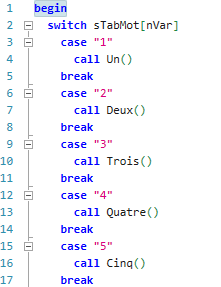 1 begin
2 switch sTabMot[nVar]
3 case "1"
4 call Un()
5 break
6 case "2"
7 call Deux()
8 break
9 case "3"
10 call Trois()
11 break
12 case "4"
13 call Quatre()
14 break
15 case "5"
16 call Cinq()
17 break